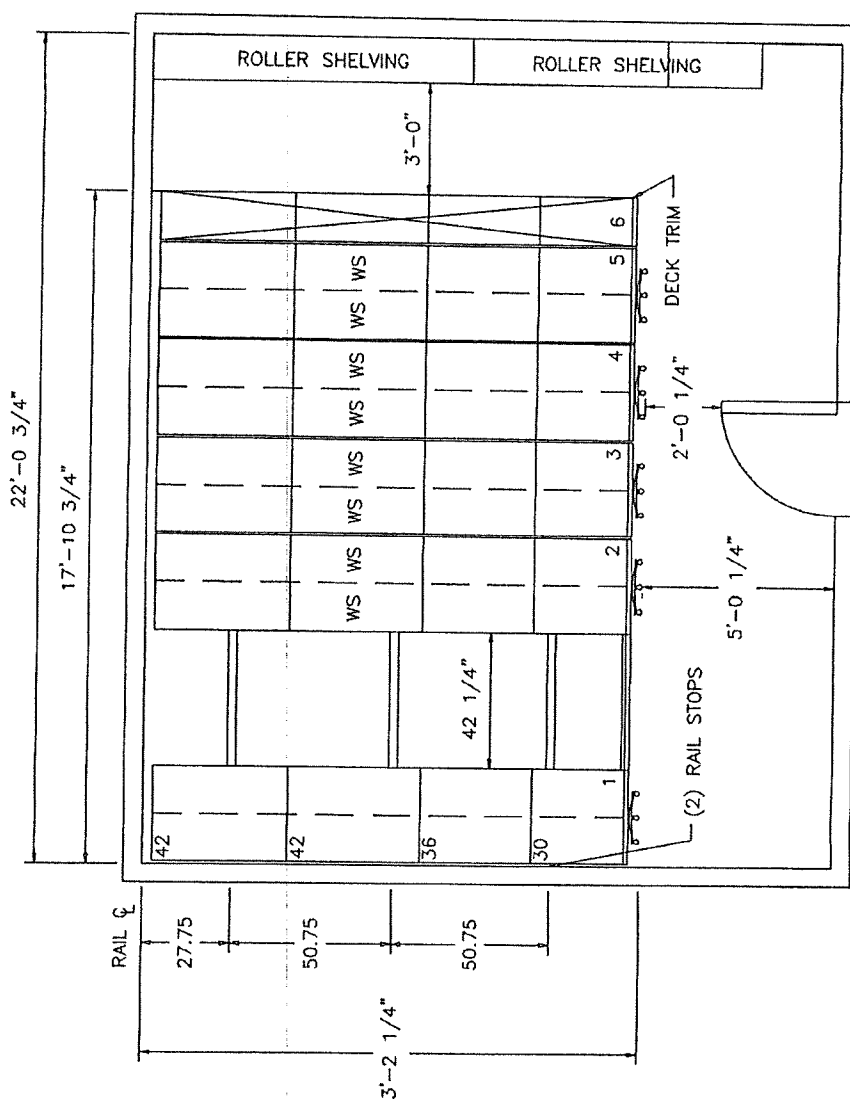 22'-0 3/4"
17'-10 3/4"
ROLLER SHELVING
ROLLER SHELVING
3'-0"
WS WS
WS WS
WS WS
WS WS
1
2
3
4
5
6
DECK TRIM
2'-0 1/4"
5'-0 1/4"
42 1/4"
(2) RAIL STOPS
42
42
36
30
RAIL ℄
27.75
50.75
50.75
3'-2 1/4"